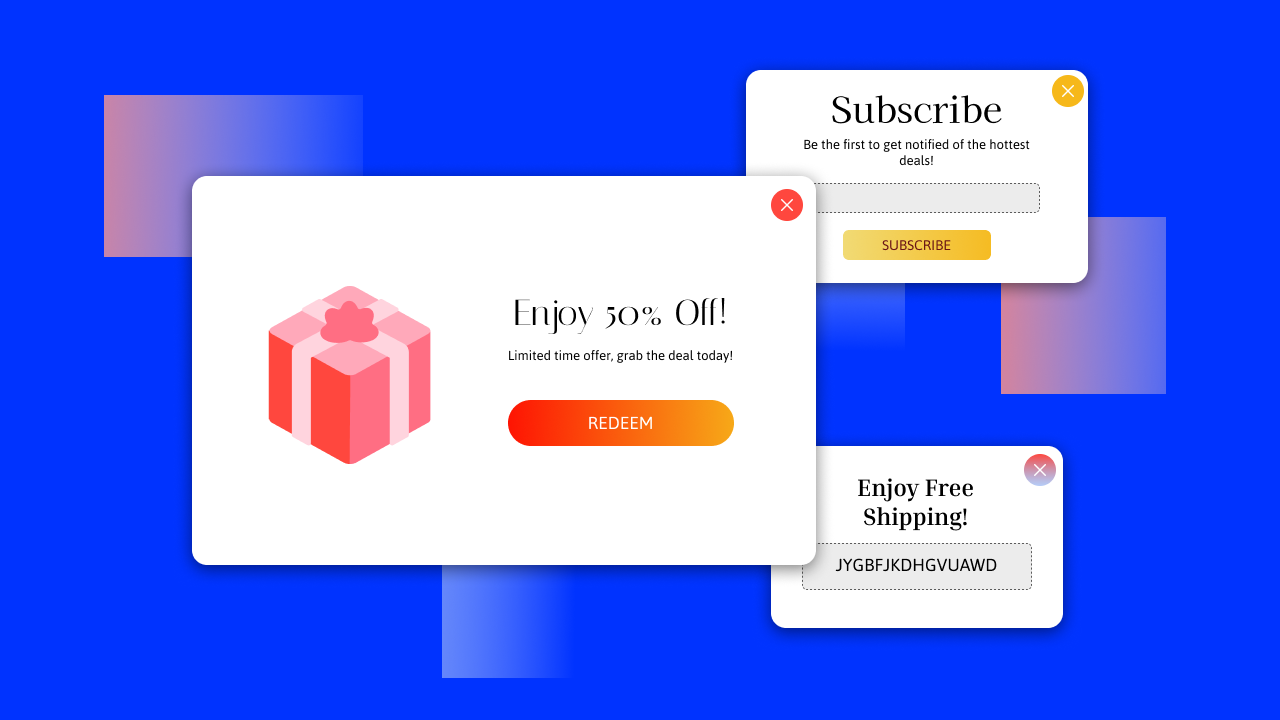 Subscribe
Be the first to get notified of the hottest
deals!
SUBSCRIBE
Enjoy 50% Off!
Limited time offer, grab the deal today!
REDEEM
Enjoy Free
Shipping!
JYGBFJKDHGVUAWD